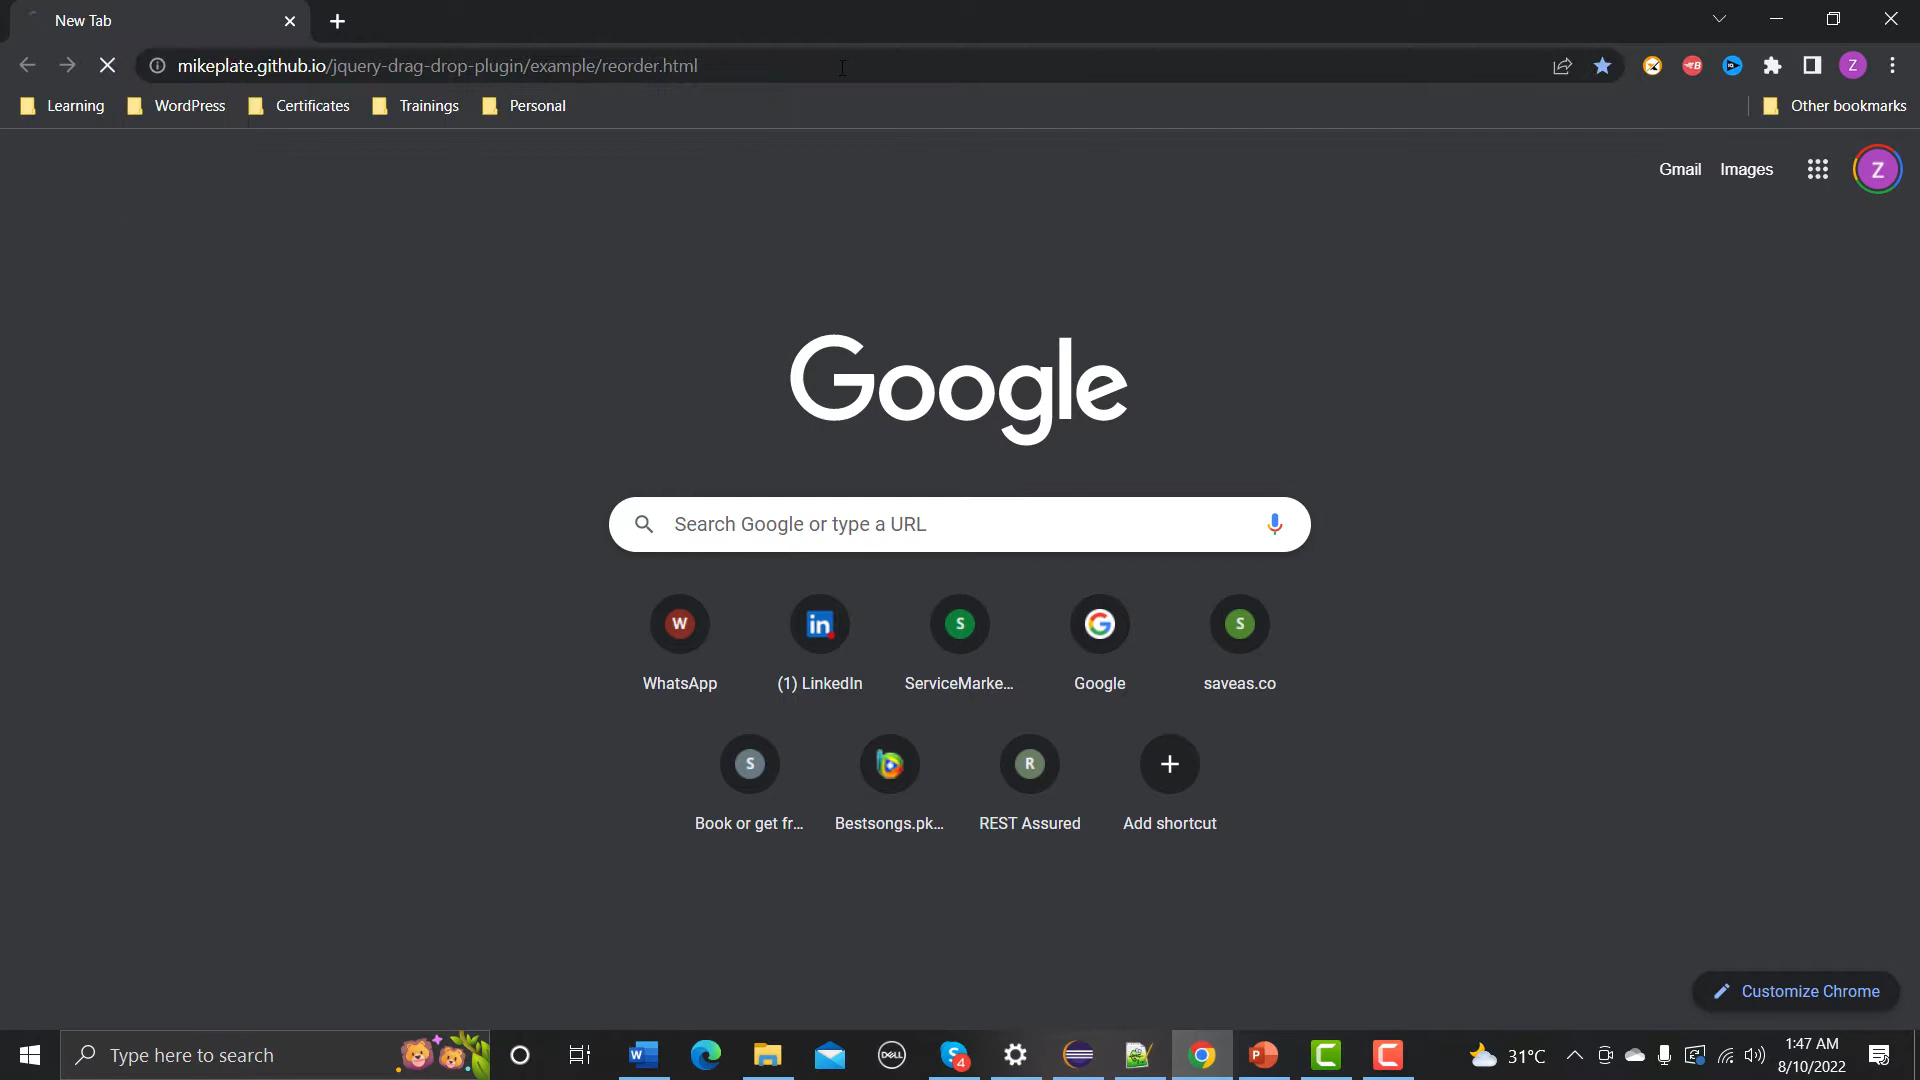 New Tab
mikeplate.github.io/jquery-drag-drop-plugin/example/reorder.html
Z
Learning
WordPress
Certificates
Trainings
Personal
Other bookmarks
Gmail
Images
Z
Google
Search Google or type a URL
W
in
S
G
S
WhatsApp
(1) LinkedIn
ServiceMarke...
Google
saveas.co
S
R
Book or get fr...
Bestsongs.pk...
REST Assured
Add shortcut
Customize Chrome
Type here to search
W
DELL
S 4
P
C
C
31°C
1:47 AM
8/10/2022